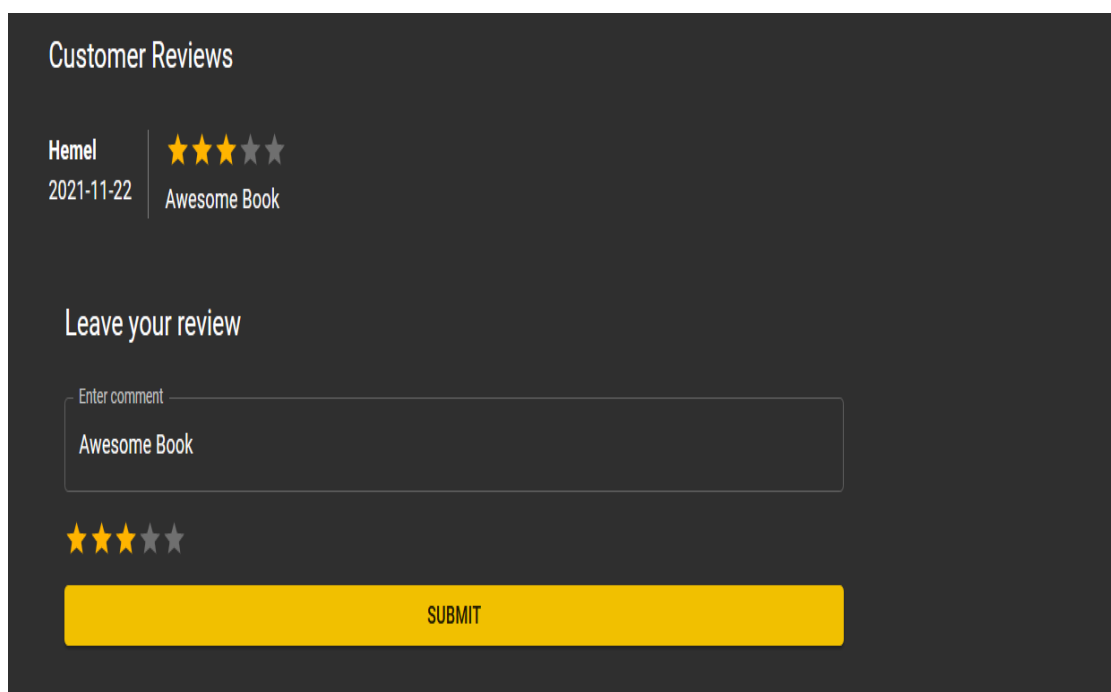 Customer Reviews
Hemel
2021-11-22
Awesome Book
Leave your review
Enter comment
Awesome Book
SUBMIT